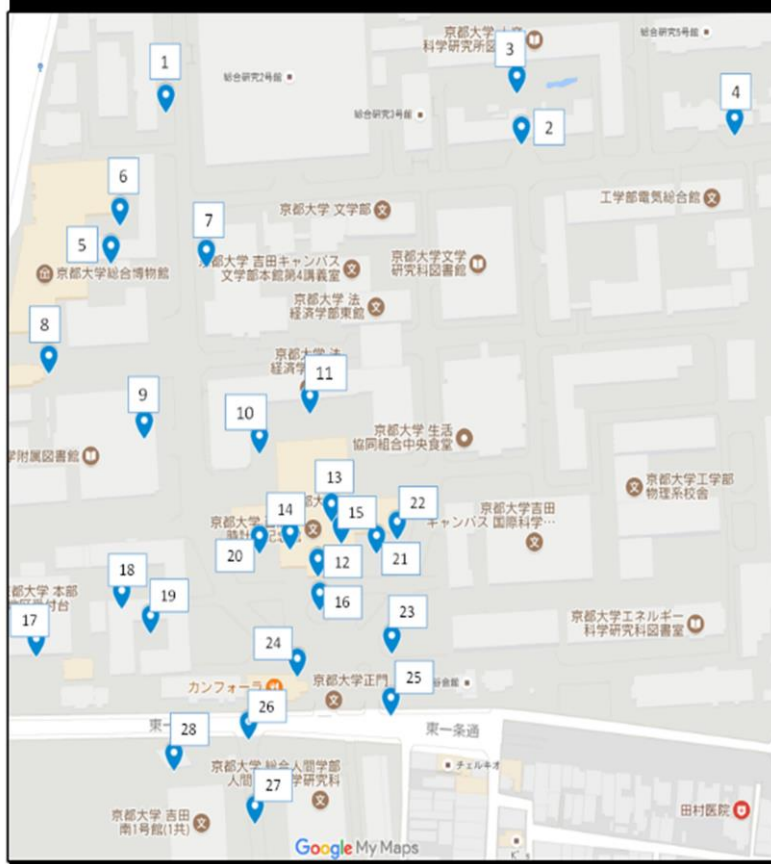 京都大学
科学研究所図
総合研究5号館
1
3
総合研究2号館
4
総合研究3号館
2
6
工学部電気総合館
7
京都大学 文学部
5
京都大学総合博物館
京都大学 吉田キャンパス
文学部本館第4講義室
京都大学文学
研究科図書館
京都大学 法
経済学部東館
8
京都大学 法
経済学
11
9
10
京都大学 生活
協同組合中央食堂
学附属図書館
13
京都大学工学部
物理系校舎
14
15
22
京都大学吉田
キャンパス 国際科学…
京都大学
20
12
21
18
京都大学 本部
16
19
17
23
京都大学エネルギー
科学研究科図書室
24
カンフォーラ
京都大学正門
25
谷会館
26
東一
東一条通
28
京都大学 総合人間学部
人間 学研究科
チェルキオ
27
京都大学 吉田
南1号館(1共)
田村医院
Google My Maps